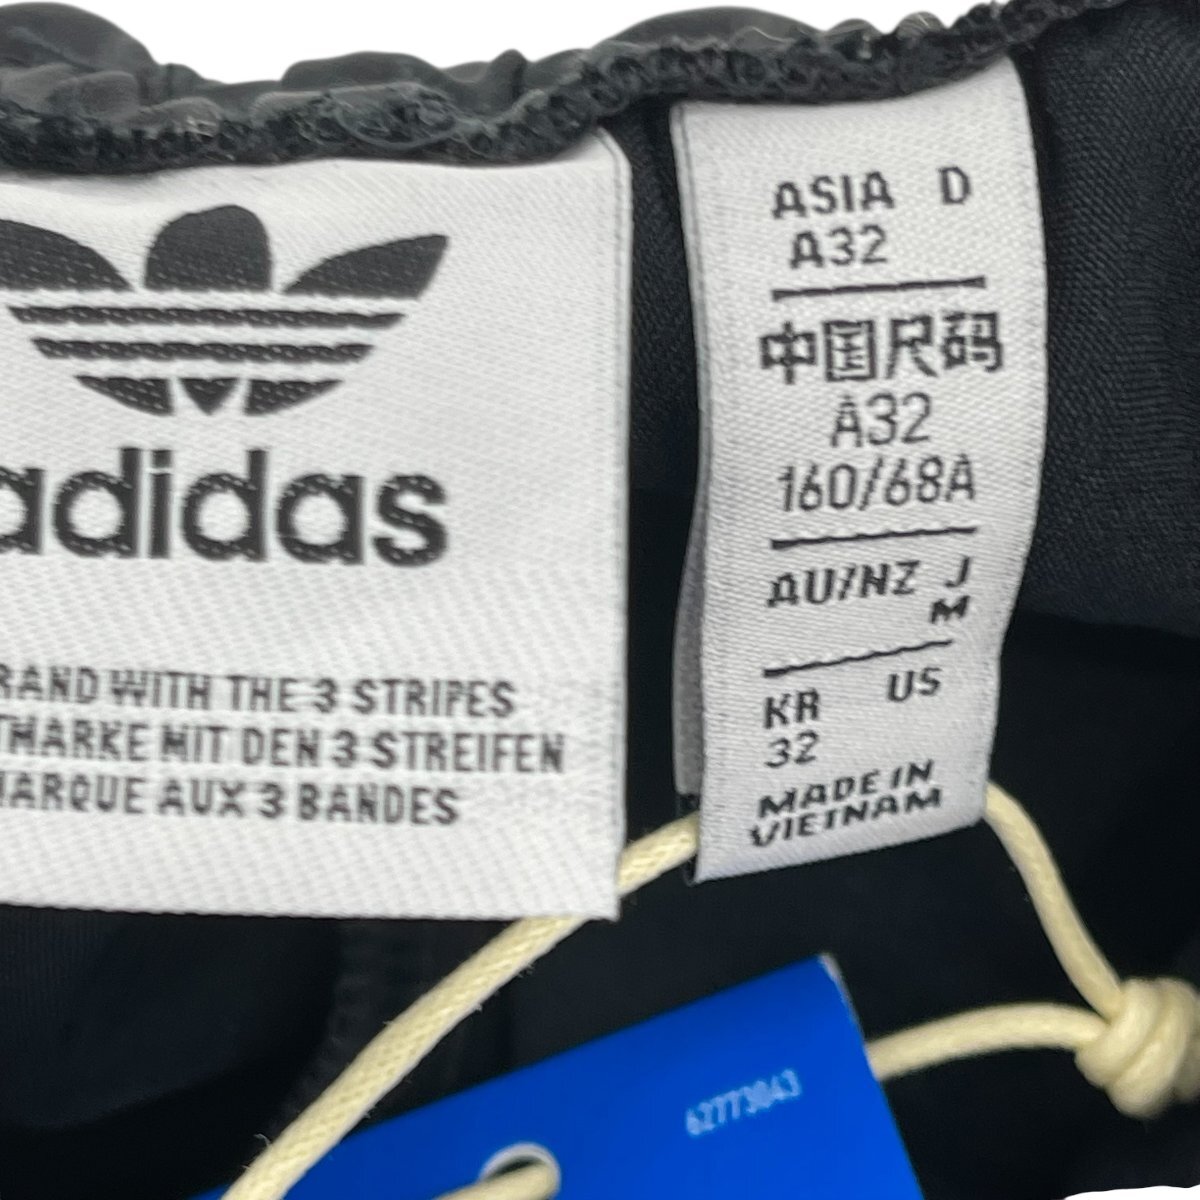 adidas
RAND WITH THE 3 STRIPES
TMARKE MIT DEN 3 STREIFEN
MARQUE AUX 3 BANDES
ASIA D
A32
中国尺码
A32
160/68A
AU/NZ J
M
KR US
32
MADE IN
VIETNAM
62773043